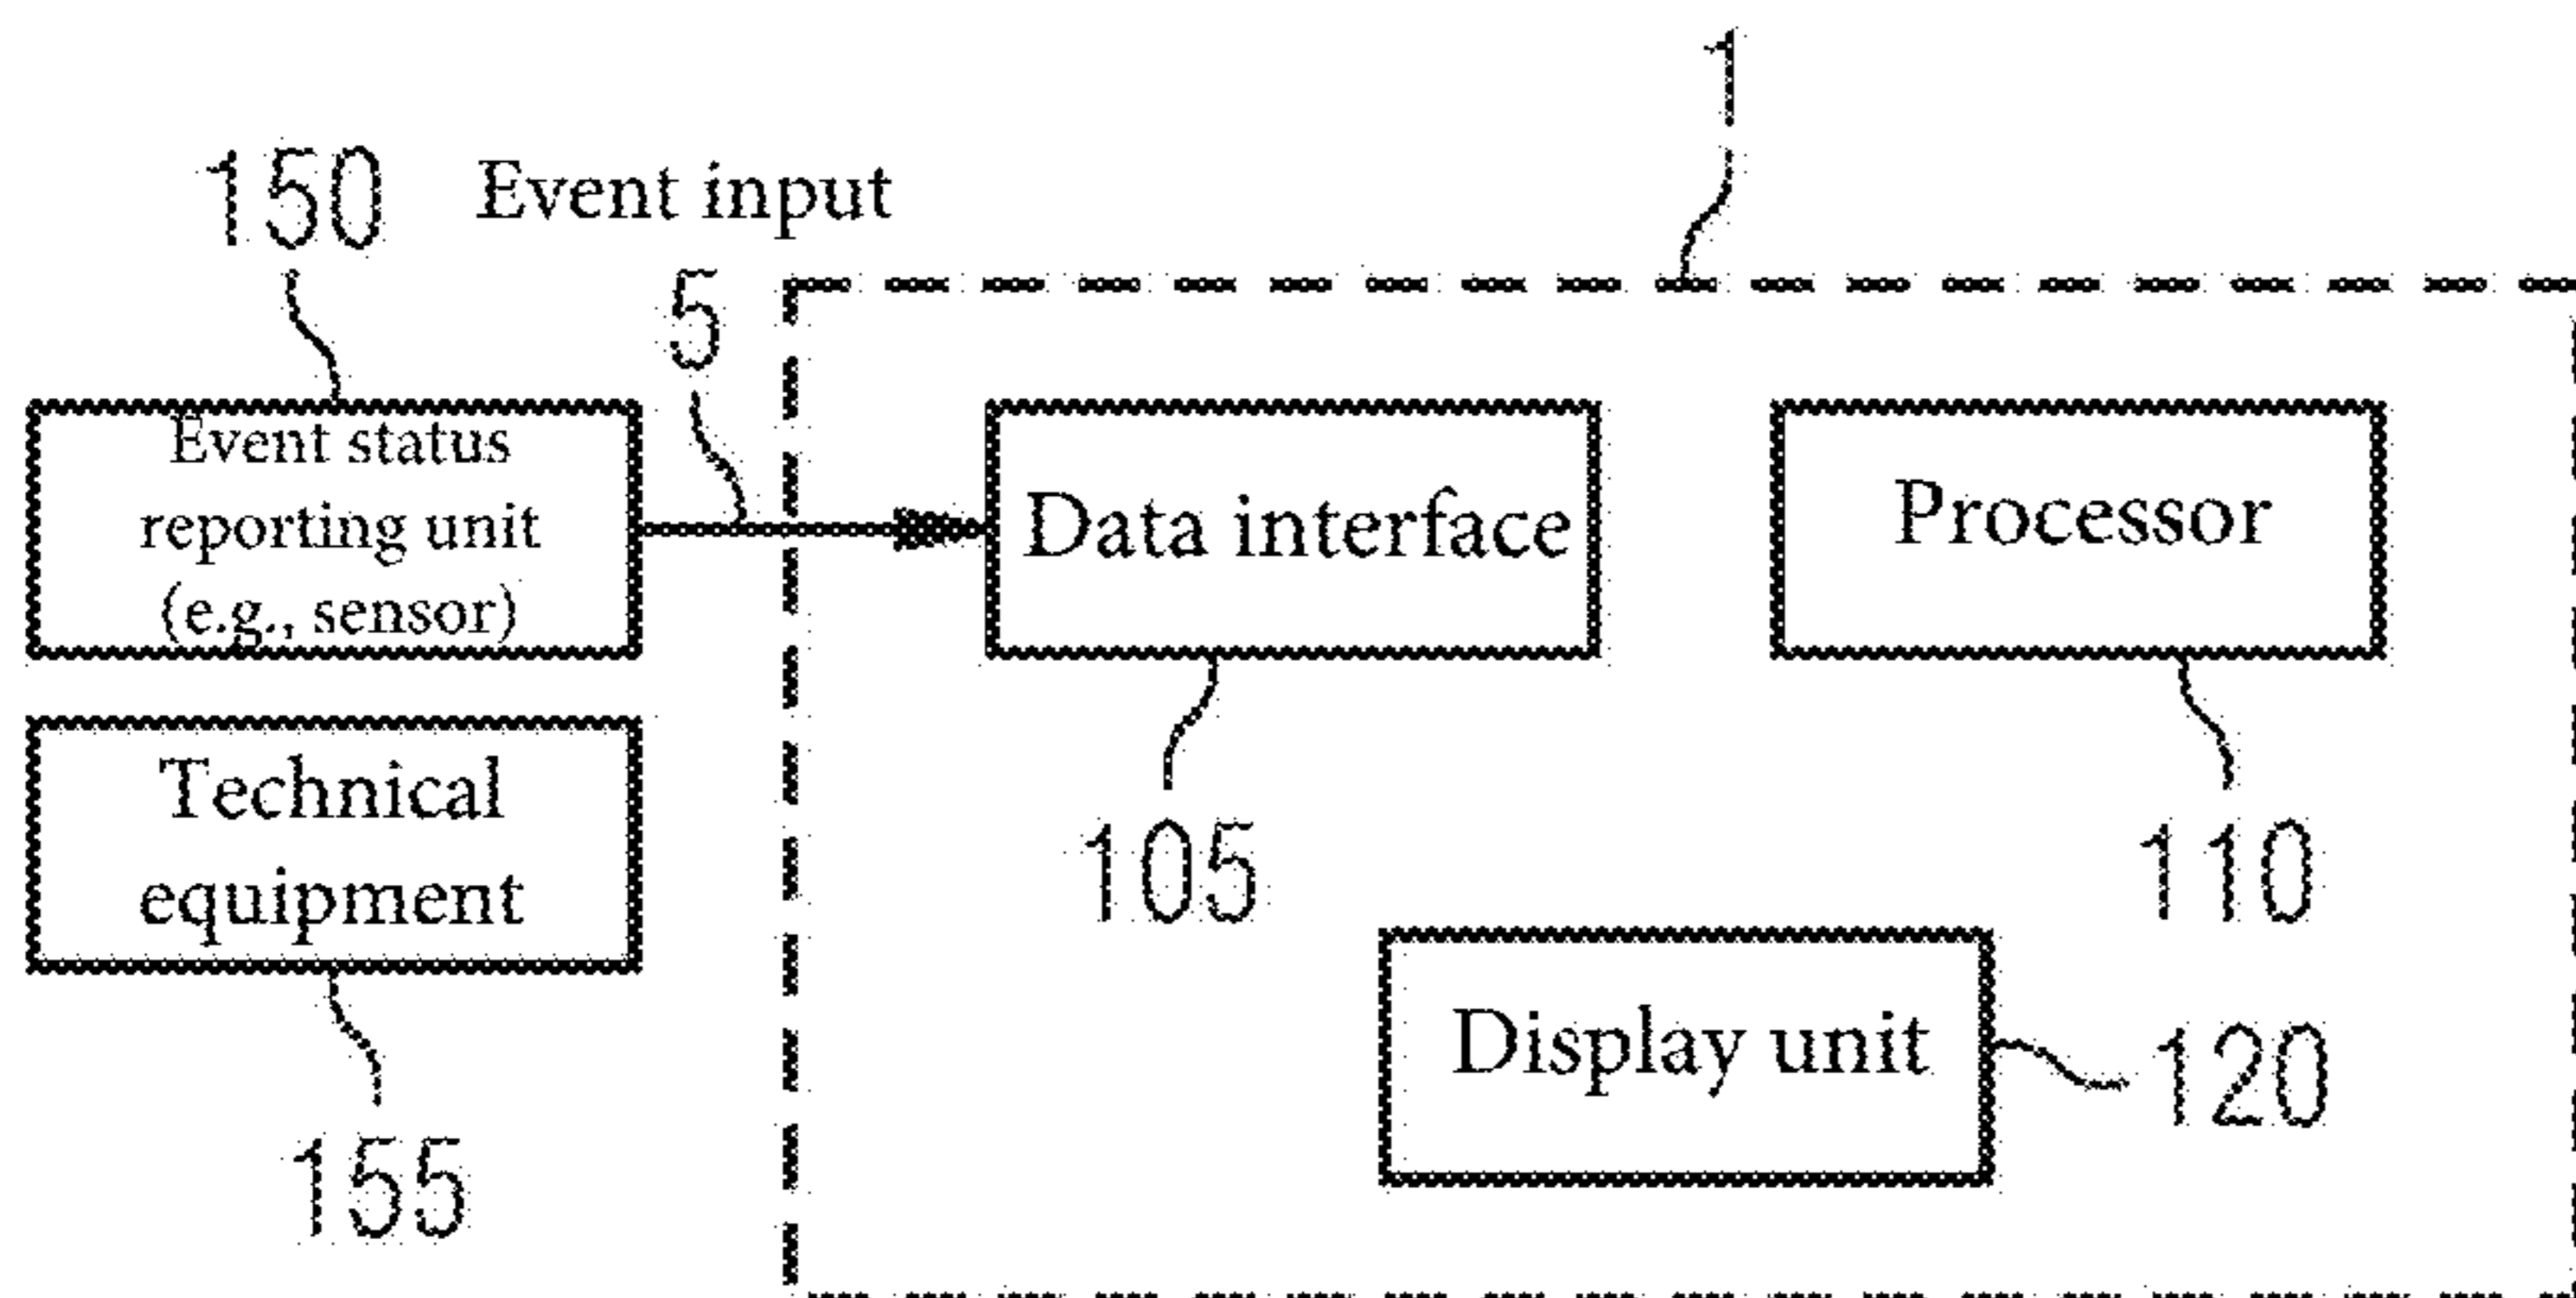 1
150
Event input
5
Event status
reporting unit
(e.g., sensor)
Data interface
Processor
Technical
equipment
105
110
Display unit
120
155